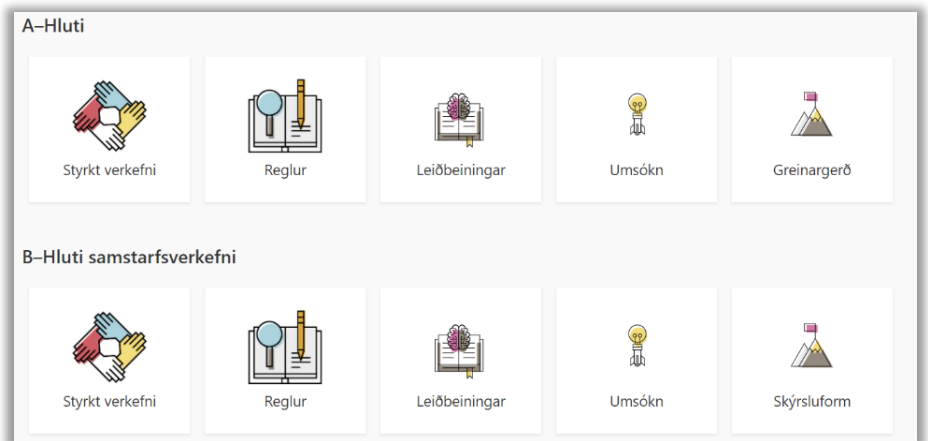 A–Hluti
Styrkt verkefni
Reglur
Leiðbeiningar
Umsókn
Greinargerð
B–Hluti samstarfsverkefni
Styrkt verkefni
Reglur
Leiðbeiningar
Umsókn
Skýrsluform